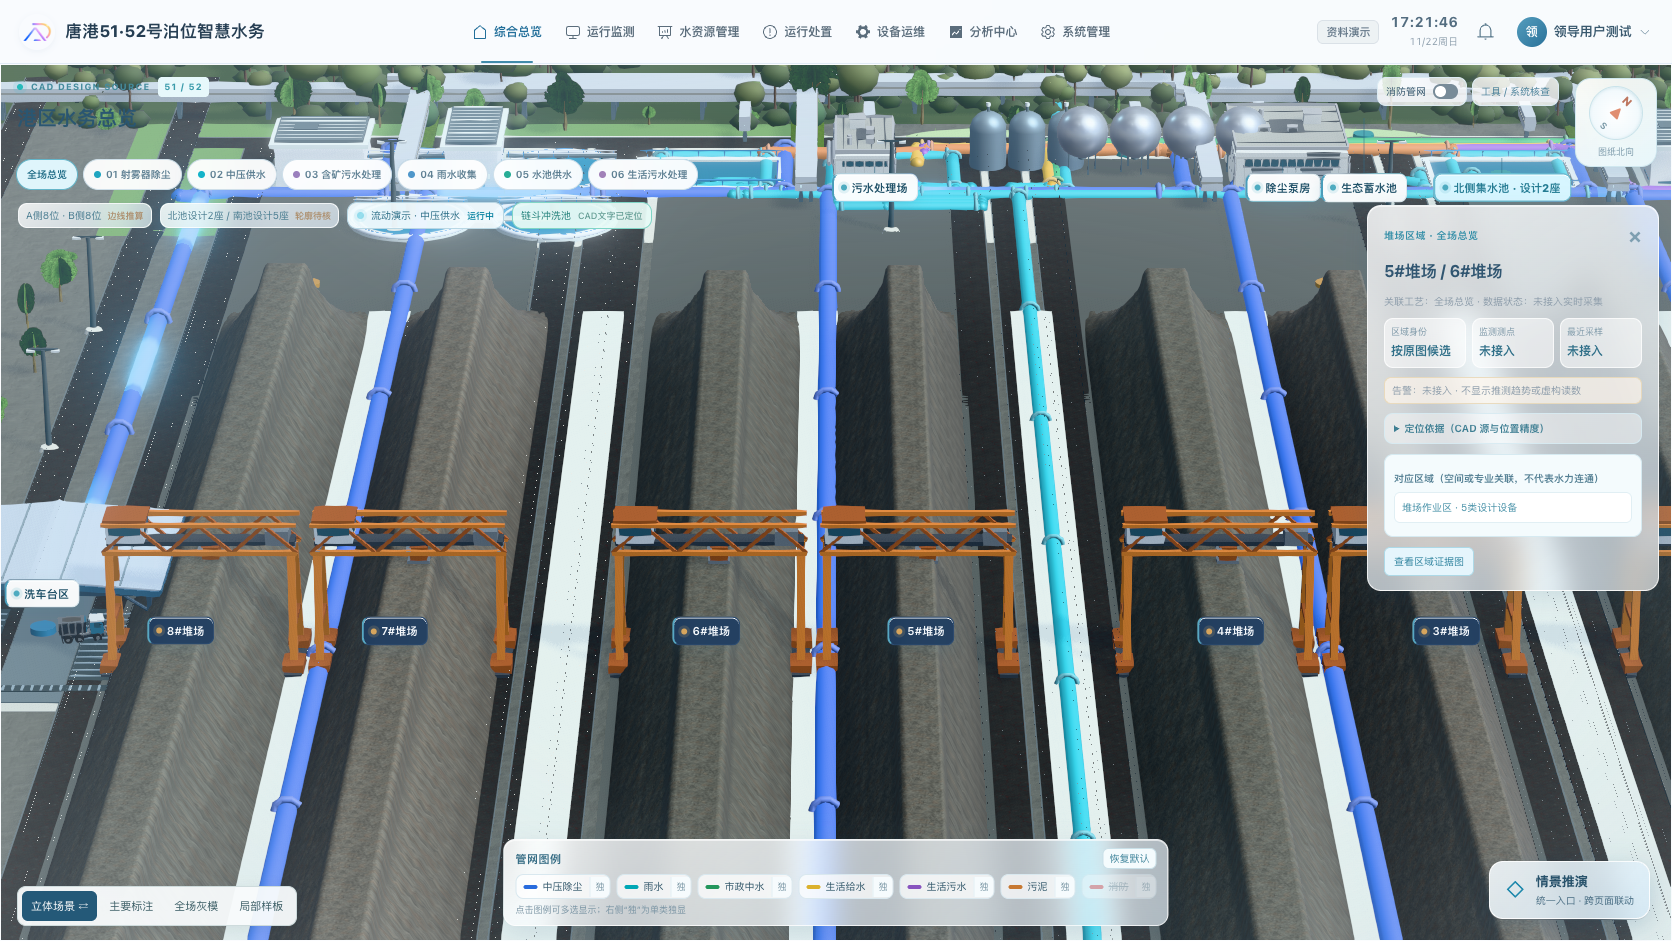 唐港51·52号泊位智慧水务
综合总览 运行监测 水资源管理 运行处置 设备运维 分析中心 系统管理
资料演示
17:21:46
11/22周日
领 领导用户测试
CAD DESIGN SOURCE 51 / 52
港区水务总览
消防管网 工具 / 系统核查
N
S
图纸北向
全场总览 01 射雾器除尘 02 中压供水 03 含矿污水处理 04 雨水收集 05 水池供水 06 生活污水处理
A侧8位 · B侧8位 边线推算 北池设计2座 / 南池设计5座 轮廓待核 流动演示 · 中压供水 运行中 链斗冲洗池 CAD文字已定位
污水处理场 除尘泵房 生态蓄水池 北侧集水池 · 设计2座
堆场区域 · 全场总览
5#堆场 / 6#堆场
关联工艺：全场总览 · 数据状态：未接入实时采集
区域身份 监测测点 最近采样
按原图候选 未接入 未接入
告警：未接入 · 不显示推测趋势或虚构读数
定位依据（CAD 源与位置精度）
对应区域（空间或专业关联，不代表水力连通）
堆场作业区 · 5类设计设备
查看区域证据图
洗车台区
8#堆场 7#堆场 6#堆场 5#堆场 4#堆场 3#堆场
管网图例 恢复默认
中压除尘 独 雨水 独 市政中水 独 生活给水 独 生活污水 独 污泥 独 消防 独
点击图例可多选显示；右侧“独”为单类独显
立体场景 主要标注 全场灰模 局部样板
情景推演
统一入口 · 跨页面联动